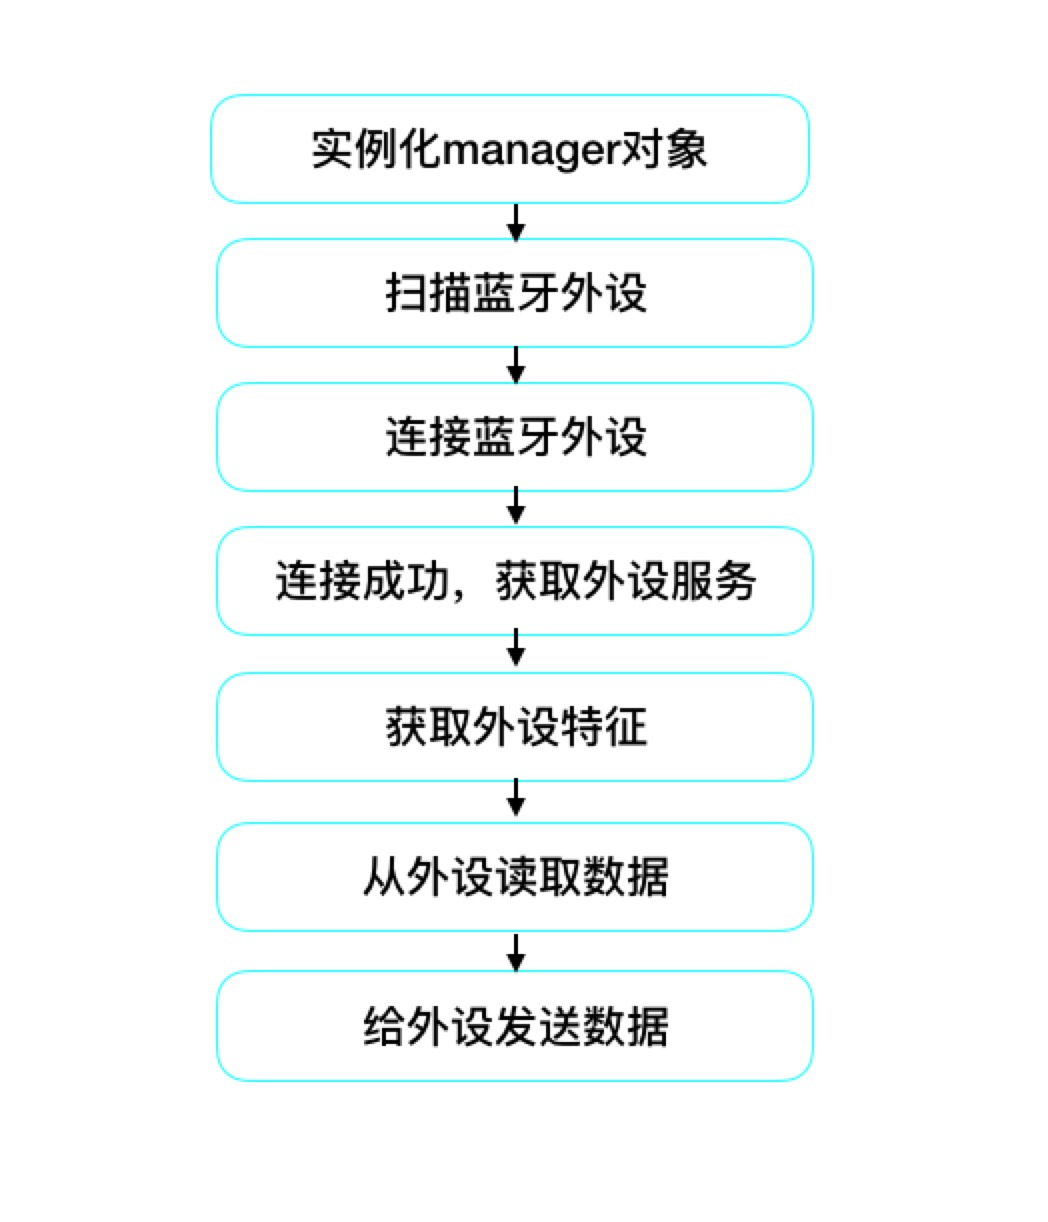 实例化manager对象
扫描蓝牙外设
连接蓝牙外设
连接成功，获取外设服务
获取外设特征
从外设读取数据
给外设发送数据